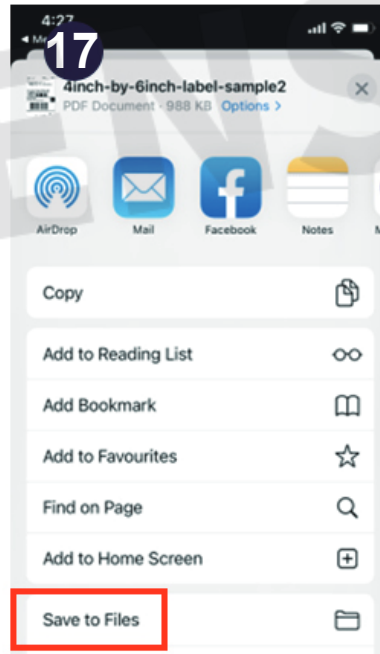 4:27
17
4inch-by-6inch-label-sample2
PDF Document · 988 KB Options >
AirDrop Mail Facebook Notes
Copy
Add to Reading List
Add Bookmark
Add to Favourites
Find on Page
Add to Home Screen
Save to Files